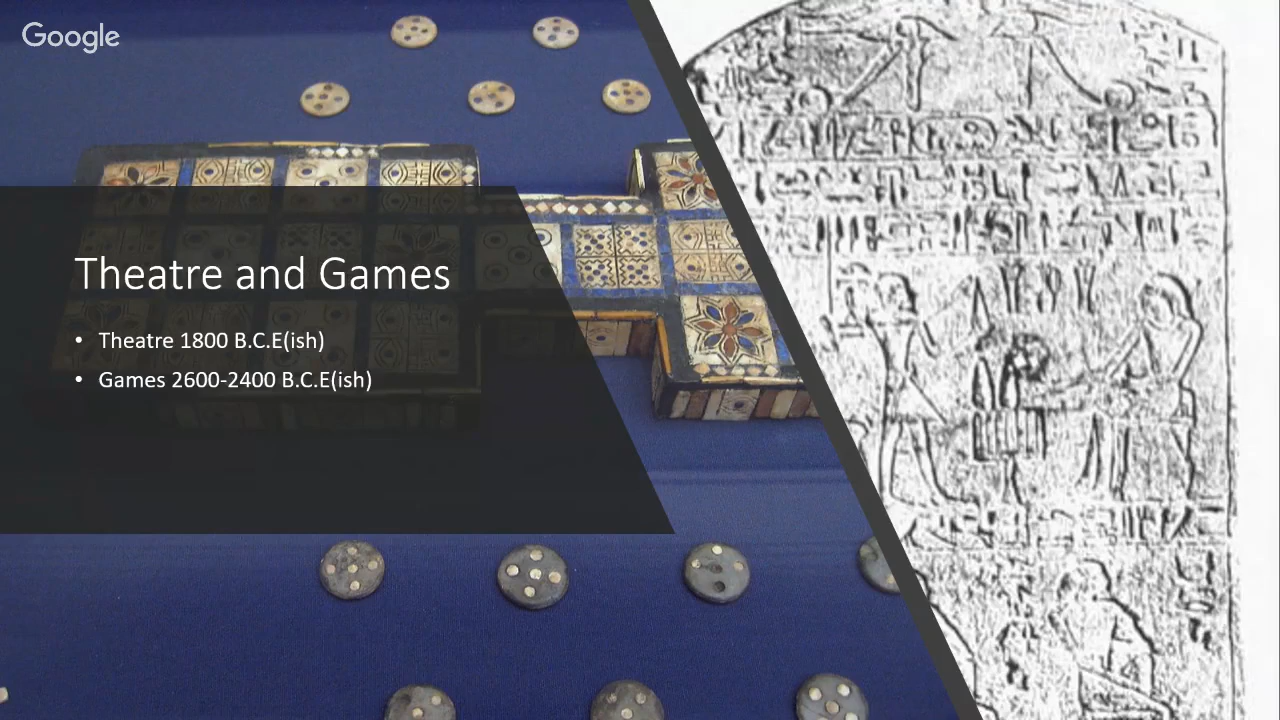 Google
Theatre and Games
• Theatre 1800 B.C.E(ish)
• Games 2600-2400 B.C.E(ish)